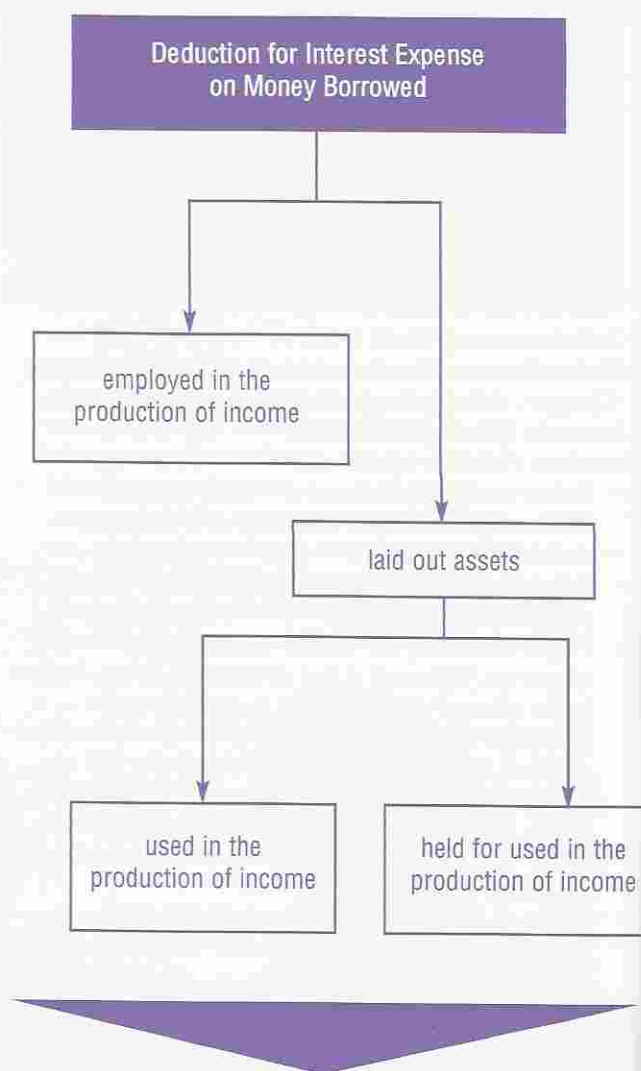 Deduction for Interest Expense
on Money Borrowed
employed in the
production of income
laid out assets
used in the
production of income
held for used in the
production of income